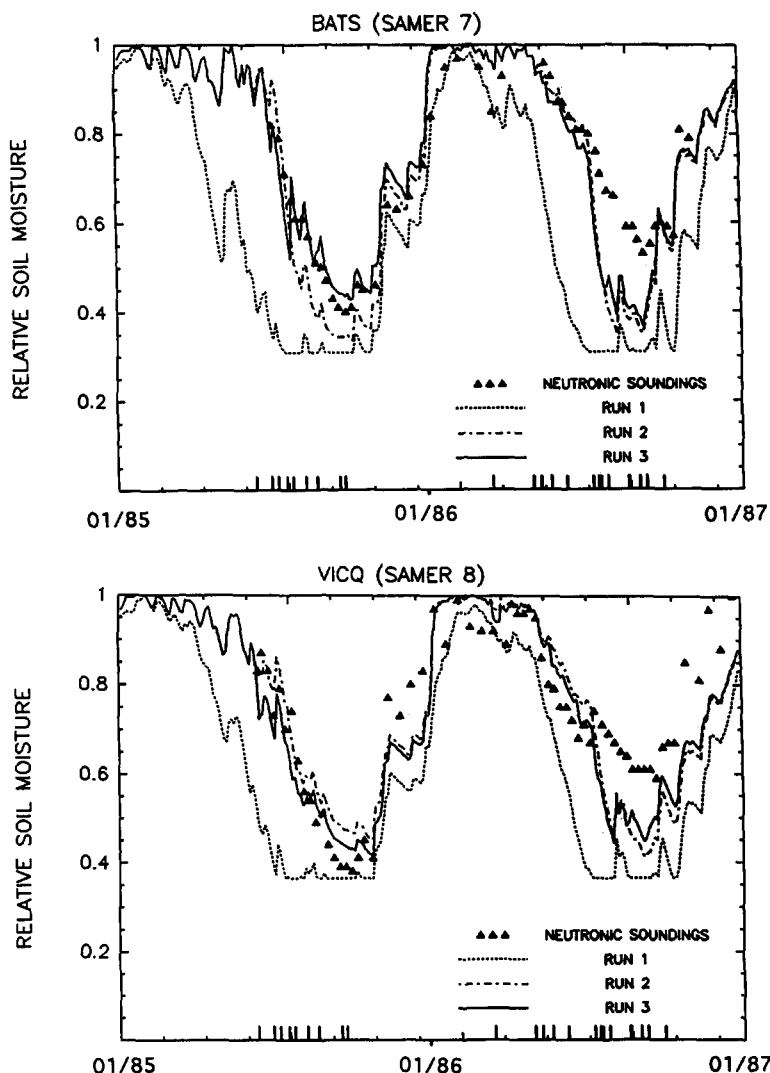 BATS (SAMER 7)
RELATIVE SOIL MOISTURE
1
0.8
0.6
0.4
0.2
NEUTRONIC SOUNDINGS
RUN 1
RUN 2
RUN 3
01/85
01/86
01/87
VICQ (SAMER 8)
RELATIVE SOIL MOISTURE
1
0.8
0.6
0.4
0.2
NEUTRONIC SOUNDINGS
RUN 1
RUN 2
RUN 3
01/85
01/86
01/87